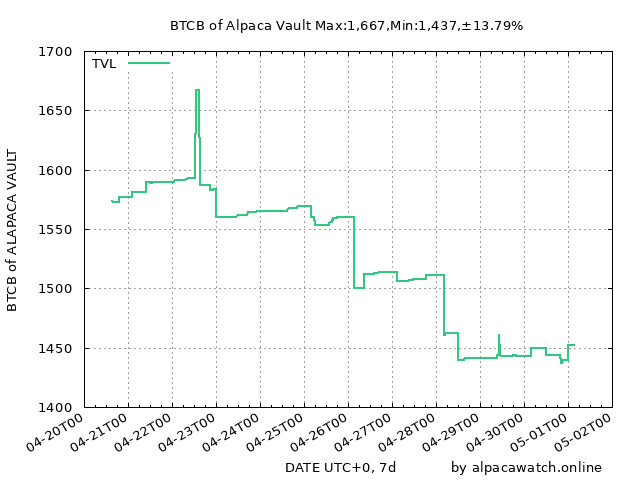 BTCB of Alpaca Vault Max:1,667,Min:1,437,±13.79%
TVL
1700
1650
1600
1550
1500
1450
1400
BTCB of ALAPACA VAULT
04-20T00
04-21T00
04-22T00
04-23T00
04-24T00
04-25T00
04-26T00
04-27T00
04-28T00
04-29T00
04-30T00
05-01T00
05-02T00
DATE UTC+0, 7d
by alpacawatch.online